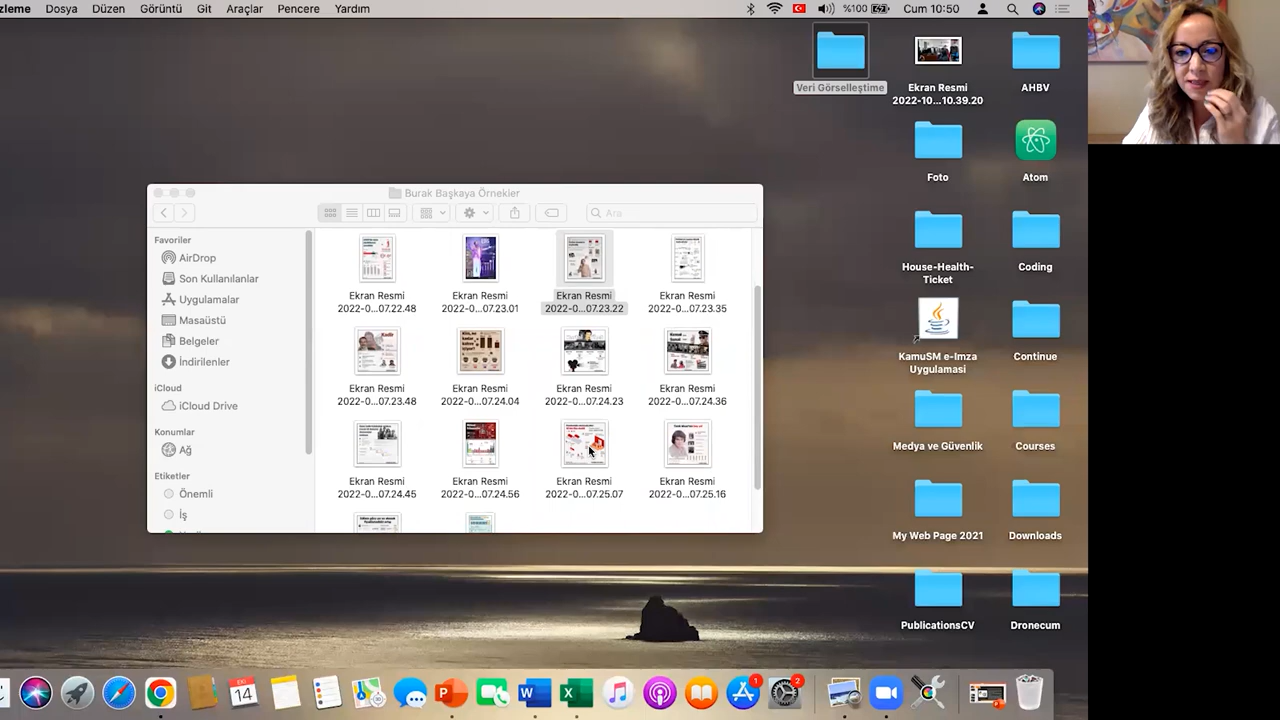 zleme Dosya Düzen Görüntü Git Araçlar Pencere Yardım %100 Cum 10:50
Veri Görselleştime
Ekran Resmi
2022-10...10.39.20
AHBV
Foto
Atom
House-Health-
Ticket
Coding
KamuSM e-Imza
Uygulamasi
Continue
Medya ve Güvenlik
Courses
My Web Page 2021
Downloads
PublicationsCV
Dronecum
Burak Başkaya Örnekler
Ara
Favoriler
AirDrop
Son Kullanılanlar
Uygulamalar
Masaüstü
Belgeler
İndirilenler
iCloud
iCloud Drive
Konumlar
Ağ
Etiketler
Önemli
İş
Ekran Resmi
2022-0...07.22.48
Ekran Resmi
2022-0...07.23.01
Ekran Resmi
2022-0...07.23.22
Ekran Resmi
2022-0...07.23.35
Ekran Resmi
2022-0...07.23.48
Ekran Resmi
2022-0...07.24.04
Ekran Resmi
2022-0...07.24.23
Ekran Resmi
2022-0...07.24.36
Ekran Resmi
2022-0...07.24.45
Ekran Resmi
2022-0...07.24.56
Ekran Resmi
2022-0...07.25.07
Ekran Resmi
2022-0...07.25.16
EKİ
14
P
W
X
1
2